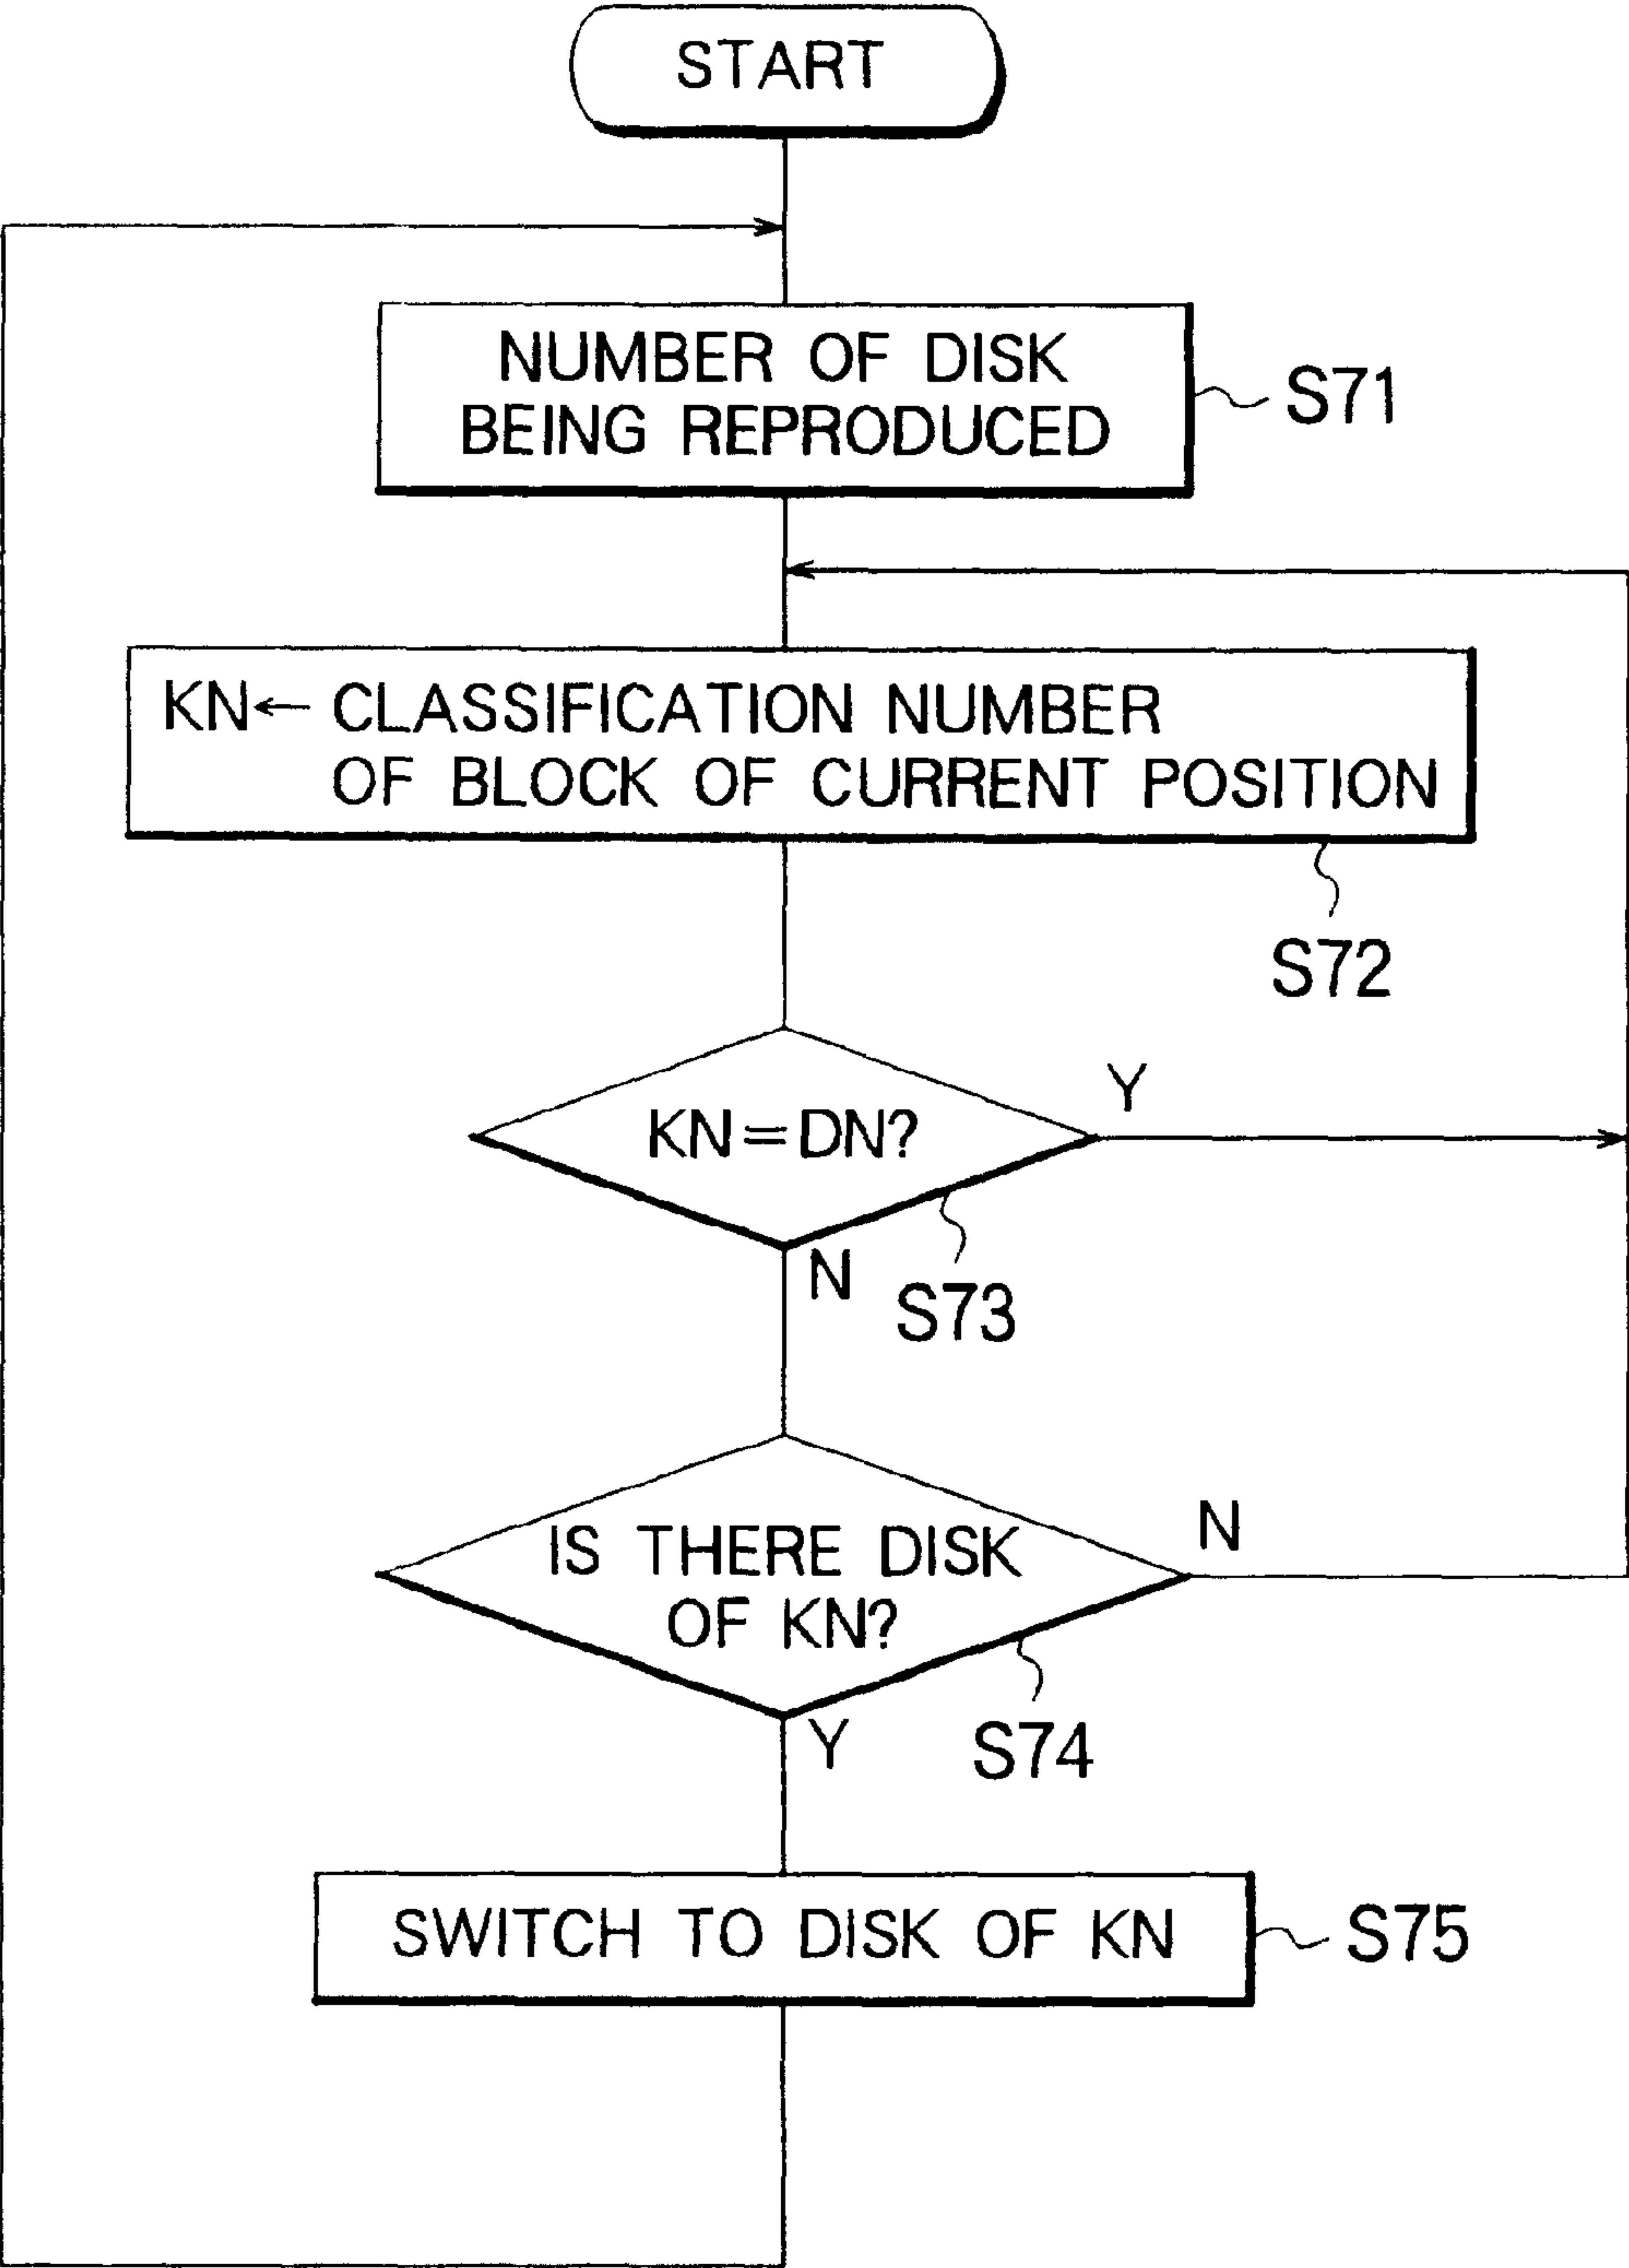 START
NUMBER OF DISK
BEING REPRODUCED
S71
KN← CLASSIFICATION NUMBER
OF BLOCK OF CURRENT POSITION
S72
KN=DN?
Y
N
S73
IS THERE DISK
OF KN?
N
Y
S74
SWITCH TO DISK OF KN
S75